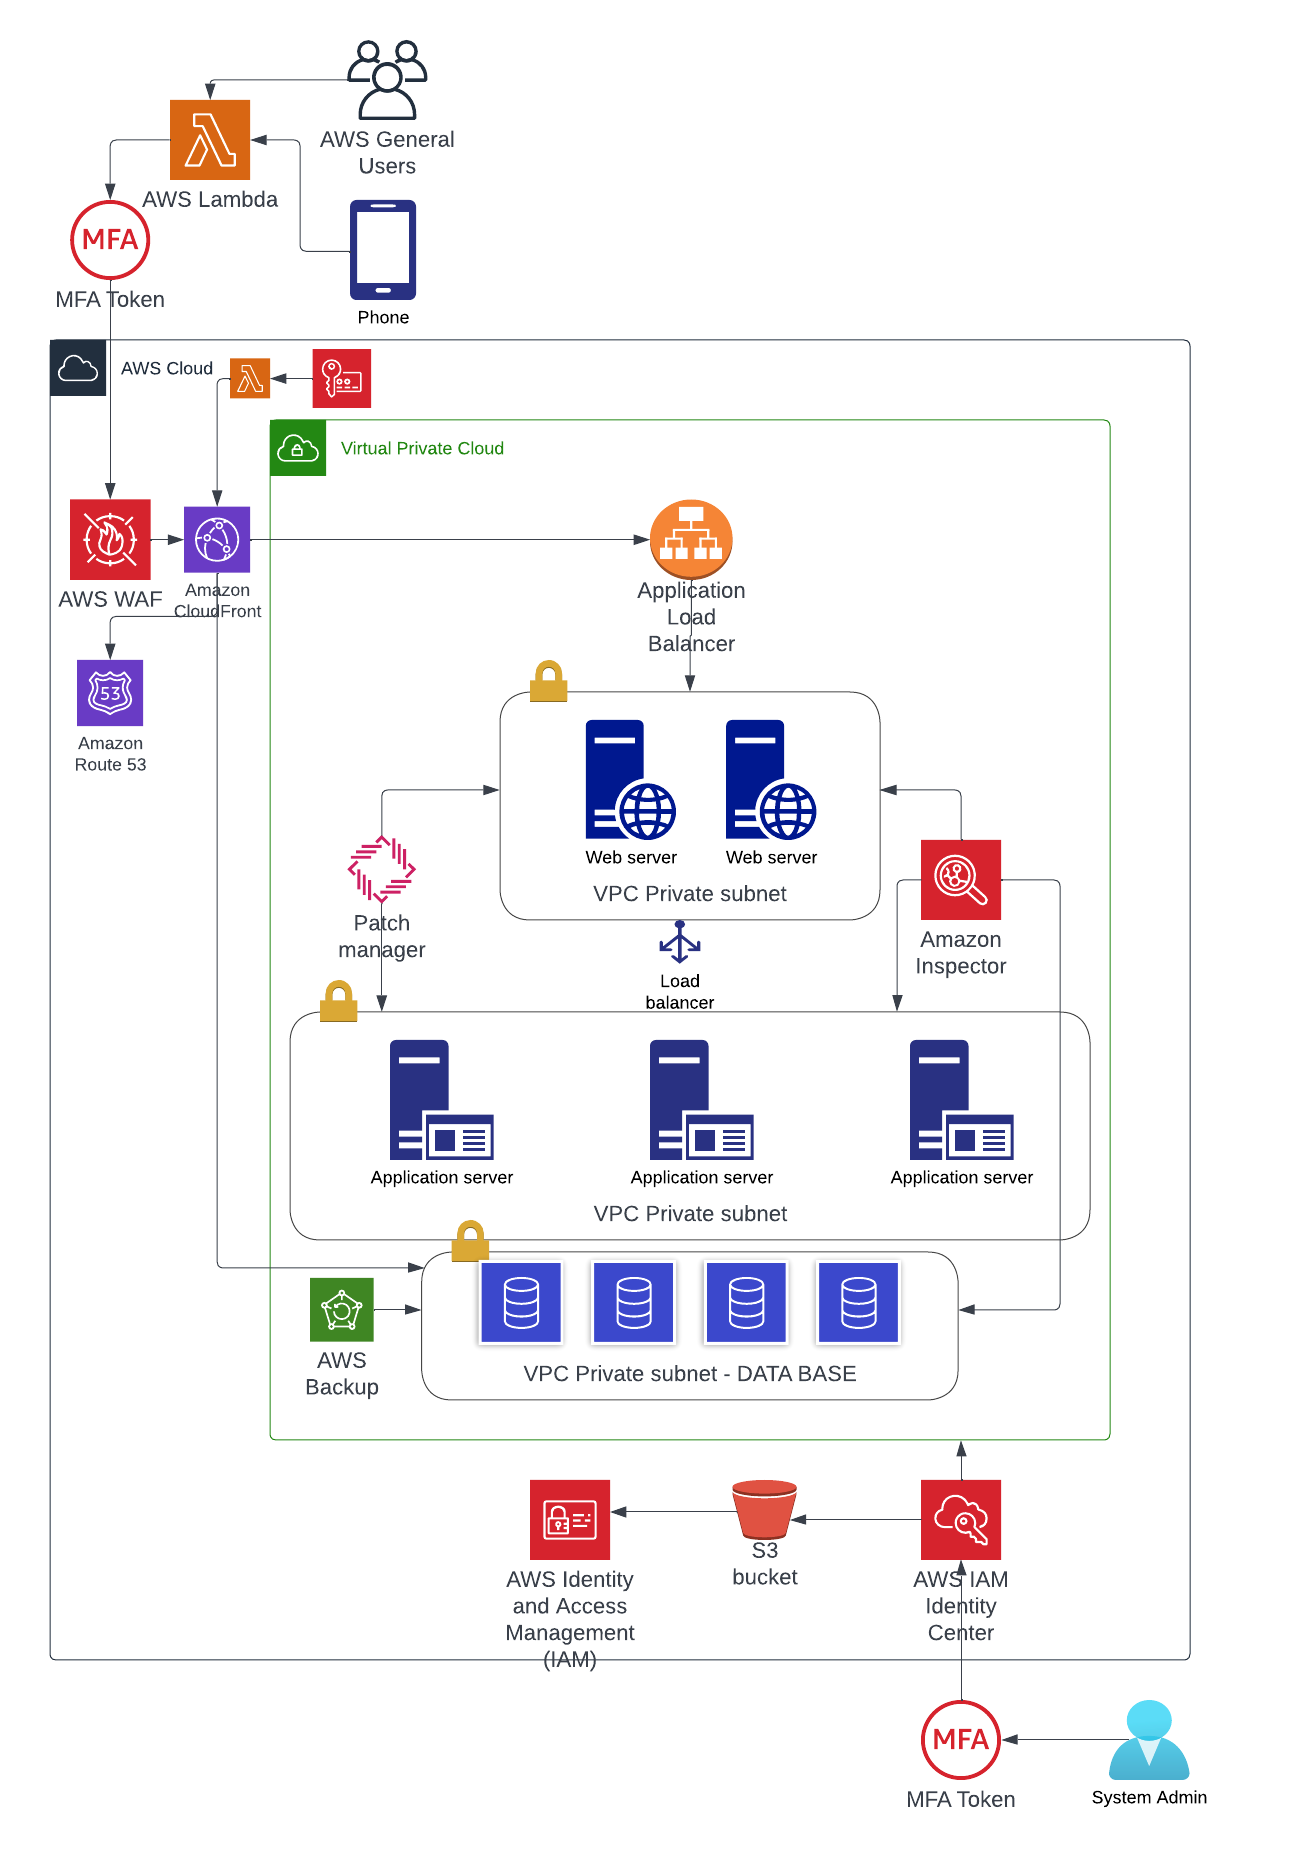 AWS General
Users
AWS Lambda
MFA
MFA Token
Phone
AWS Cloud
Virtual Private Cloud
AWS WAF
Amazon
CloudFront
Application
Load
Balancer
53
Amazon
Route 53
Web server
Web server
VPC Private subnet
Patch
manager
Amazon
Inspector
Load
balancer
Application server
Application server
Application server
VPC Private subnet
AWS
Backup
VPC Private subnet - DATA BASE
AWS Identity
and Access
Management
(IAM)
S3
bucket
AWS IAM
Identity
Center
MFA
MFA Token
System Admin